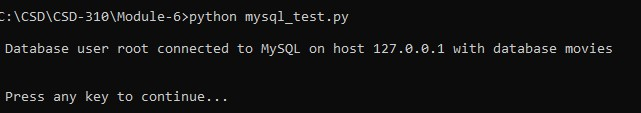 C:\CSD\CSD-310\Module-6>python mysql_test.py
Database user root connected to MySQL on host 127.0.0.1 with database movies
Press any key to continue...